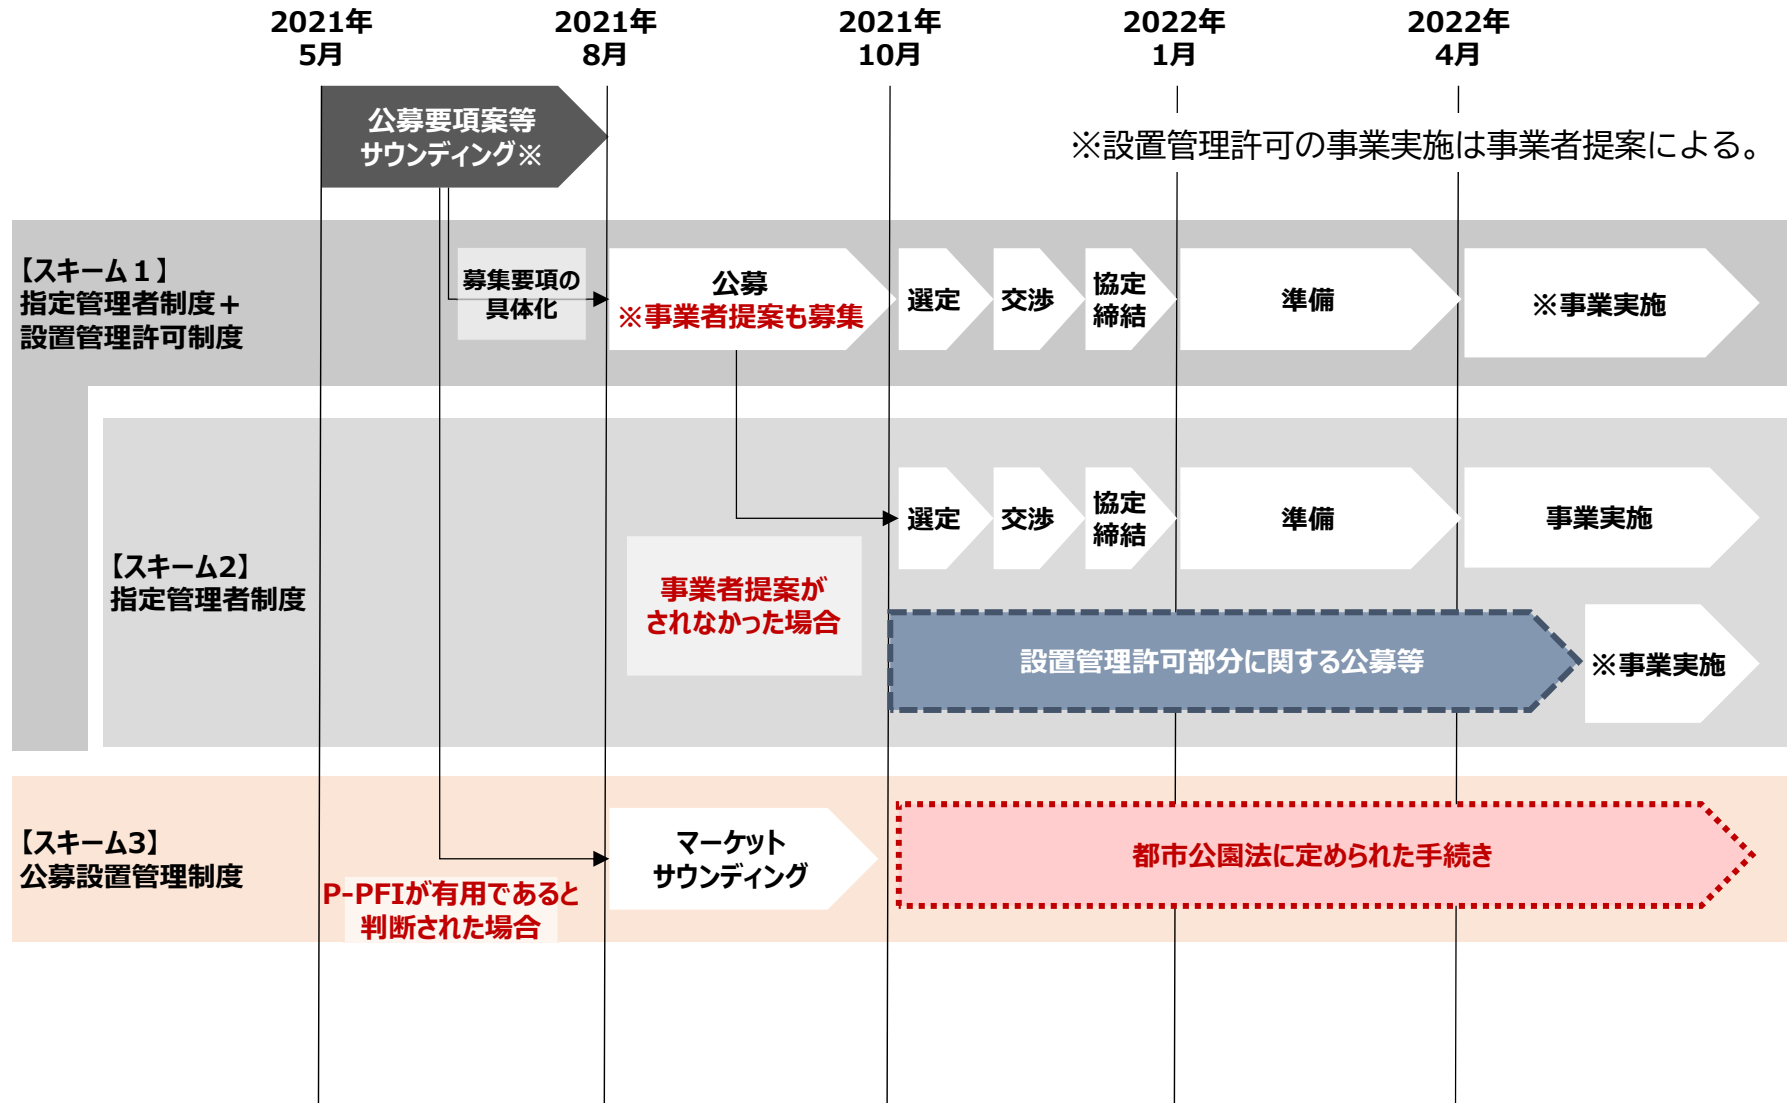 2021年
5月
2021年
8月
2021年
10月
2022年
1月
2022年
4月
公募要項案等
サウンディング※
※設置管理許可の事業実施は事業者提案による。
【スキーム１】
指定管理者制度＋
設置管理許可制度
募集要項の
具体化
公募
※事業者提案も募集
選定
交渉
協定
締結
準備
※事業実施
【スキーム2】
指定管理者制度
事業者提案が
されなかった場合
選定
交渉
協定
締結
準備
事業実施
設置管理許可部分に関する公募等
※事業実施
【スキーム3】
公募設置管理制度
P-PFIが有用であると
判断された場合
マーケット
サウンディング
都市公園法に定められた手続き